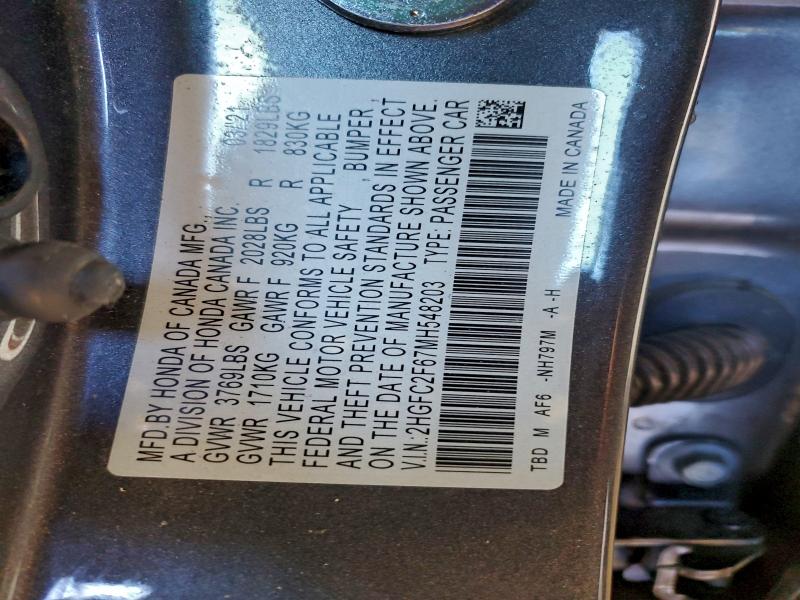 MFD.BY HONDA OF CANADA MFG., 03/21
A DIVISION OF HONDA CANADA INC.
GVWR 3769LBS GAWR F 2028LBS R 1829LBS
GVWR 1710KG GAWR F 920KG R 830KG
THIS VEHICLE CONFORMS TO ALL APPLICABLE
FEDERAL MOTOR VEHICLE SAFETY, BUMPER,
AND THEFT PREVENTION STANDARDS IN EFFECT
ON THE DATE OF MANUFACTURE SHOWN ABOVE.
V.I.N.:2HGFC2F67MH548203 TYPE: PASSENGER CAR
TBD M AF6 -NH797M -A -H MADE IN CANADA